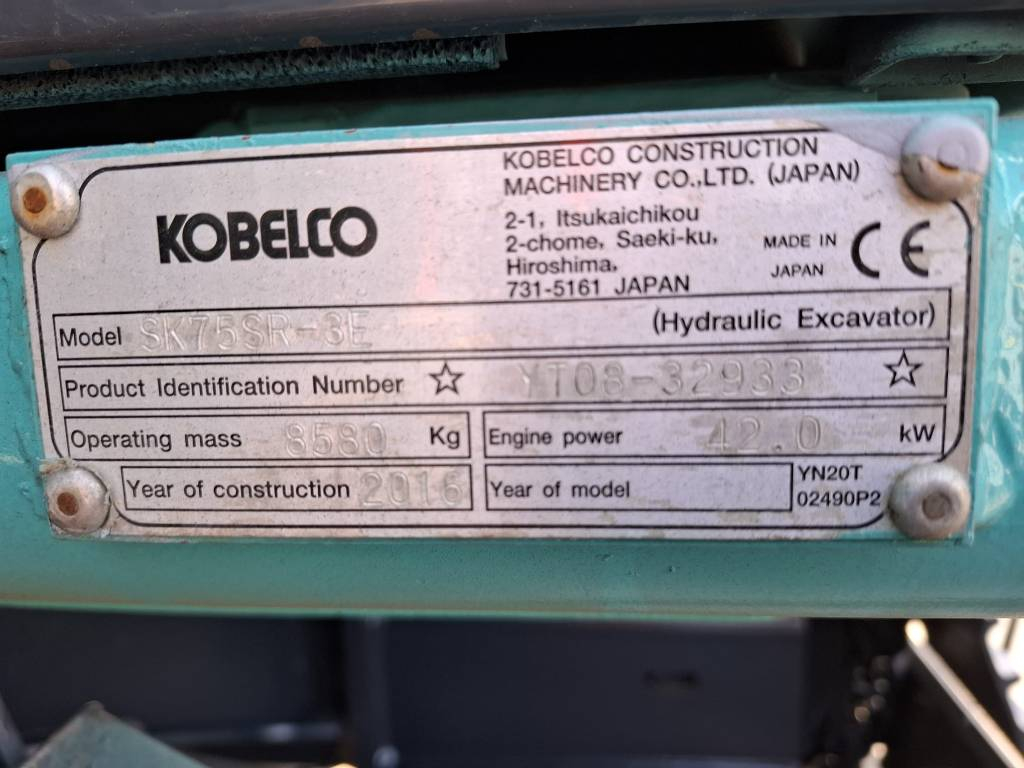 KOBELCO
KOBELCO CONSTRUCTION
MACHINERY CO.,LTD. (JAPAN)
2-1, Itsukaichikou
2-chome, Saeki-ku,
Hiroshima,
731-5161 JAPAN
MADE IN
JAPAN
CE
Model SK75SR-3E (Hydraulic Excavator)
Product Identification Number ☆ YT08-32933 ☆
Operating mass 8580 Kg
Engine power 42.0 kW
Year of construction 2016
Year of model
YN20T
02490P2